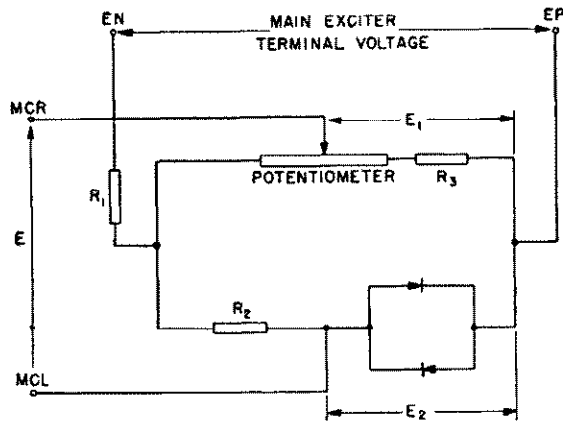 EN
MAIN EXCITER
TERMINAL VOLTAGE
EP
MCR
E₁
POTENTIOMETER
R₃
R₁
E
R₂
MCL
E₂